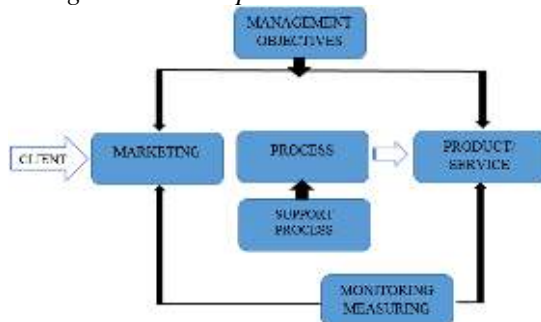 MANAGEMENT
OBJECTIVES
CLIENT
MARKETING
PROCESS
PRODUCT/
SERVICE
SUPPORT
PROCESS
MONITORING
MEASURING